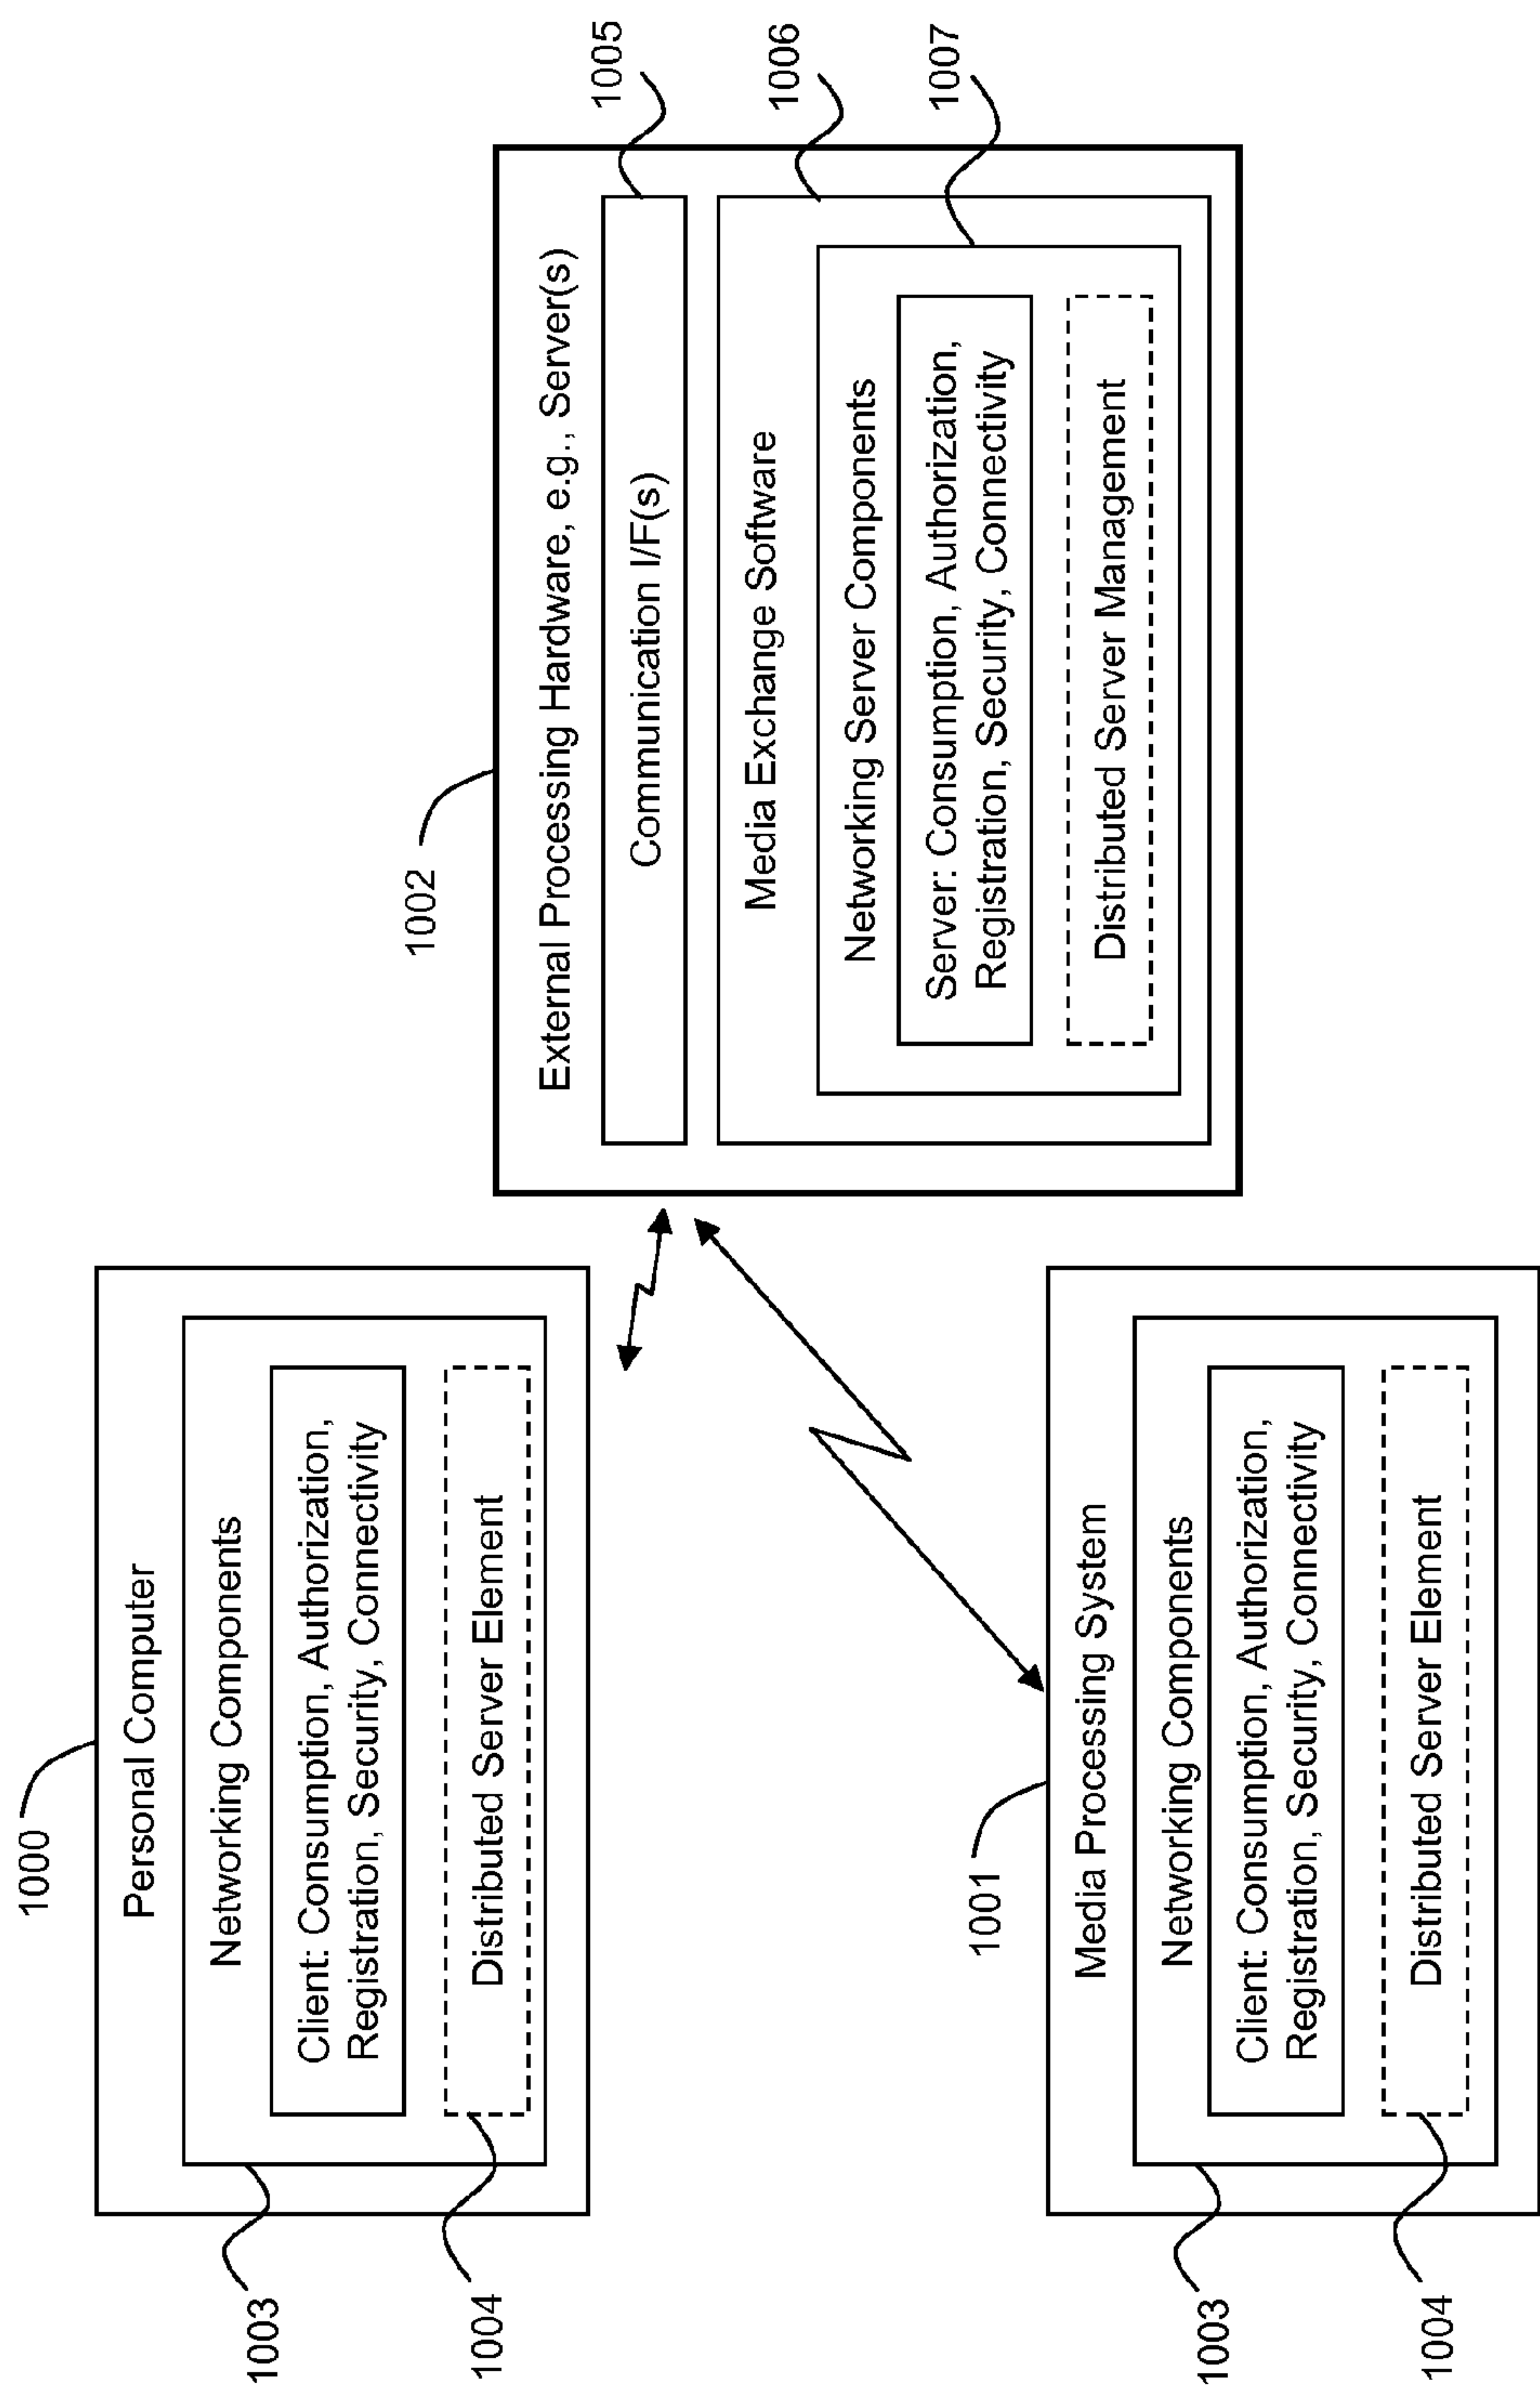 1000
Personal Computer
Networking Components
Client: Consumption, Authorization,
Registration, Security, Connectivity
Distributed Server Element
1003
1004
1002
External Processing Hardware, e.g., Server(s)
Communication I/F(s)
Media Exchange Software
Networking Server Components
Server: Consumption, Authorization,
Registration, Security, Connectivity
Distributed Server Management
1005
1006
1007
1001
Media Processing System
Networking Components
Client: Consumption, Authorization,
Registration, Security, Connectivity
Distributed Server Element
1003
1004